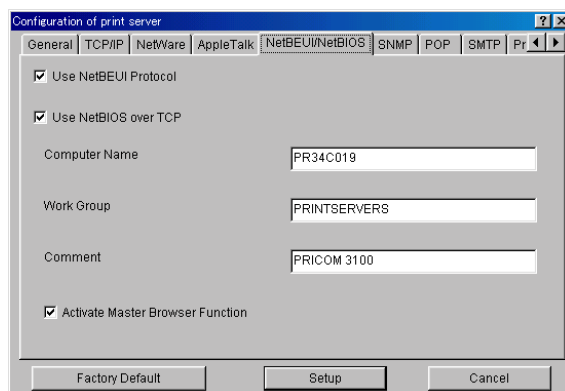 Configuration of print server
General TCP/IP NetWare AppleTalk NetBEUI/NetBIOS SNMP POP SMTP Pr
Use NetBEUI Protocol
Use NetBIOS over TCP
Computer Name PR34C019
Work Group PRINTSERVERS
Comment PRICOM 3100
Activate Master Browser Function
Factory Default Setup Cancel